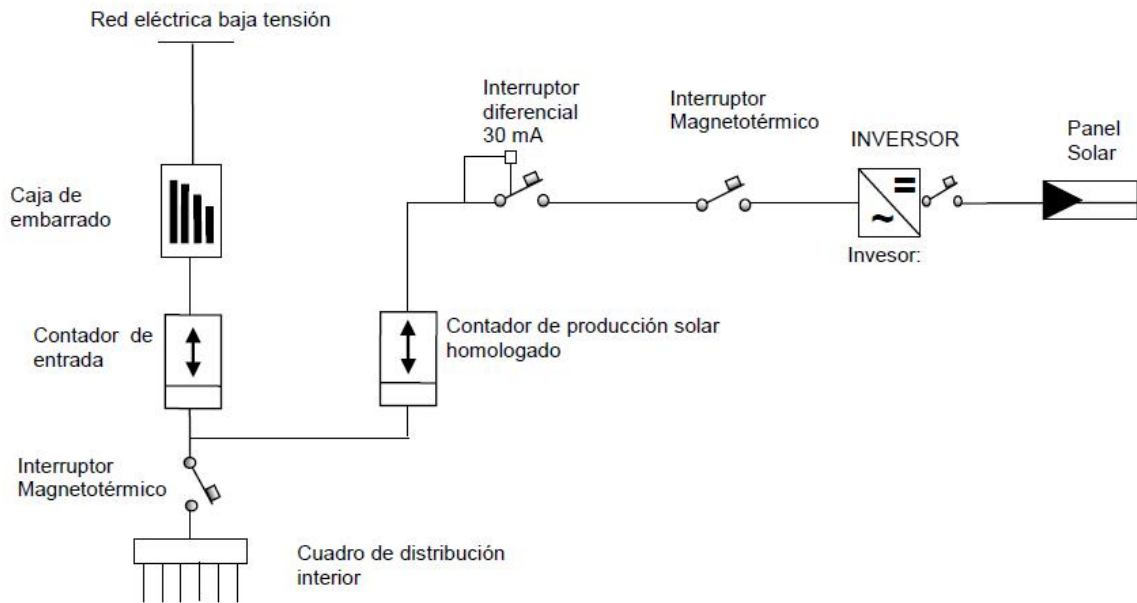 Red eléctrica baja tensión
Interruptor
diferencial
30 mA
Interruptor
Magnetotérmico
INVERSOR
Panel
Solar
Caja de
embarrado
Invesor:
Contador de
entrada
Contador de producción solar
homologado
Interruptor
Magnetotérmico
Cuadro de distribución
interior